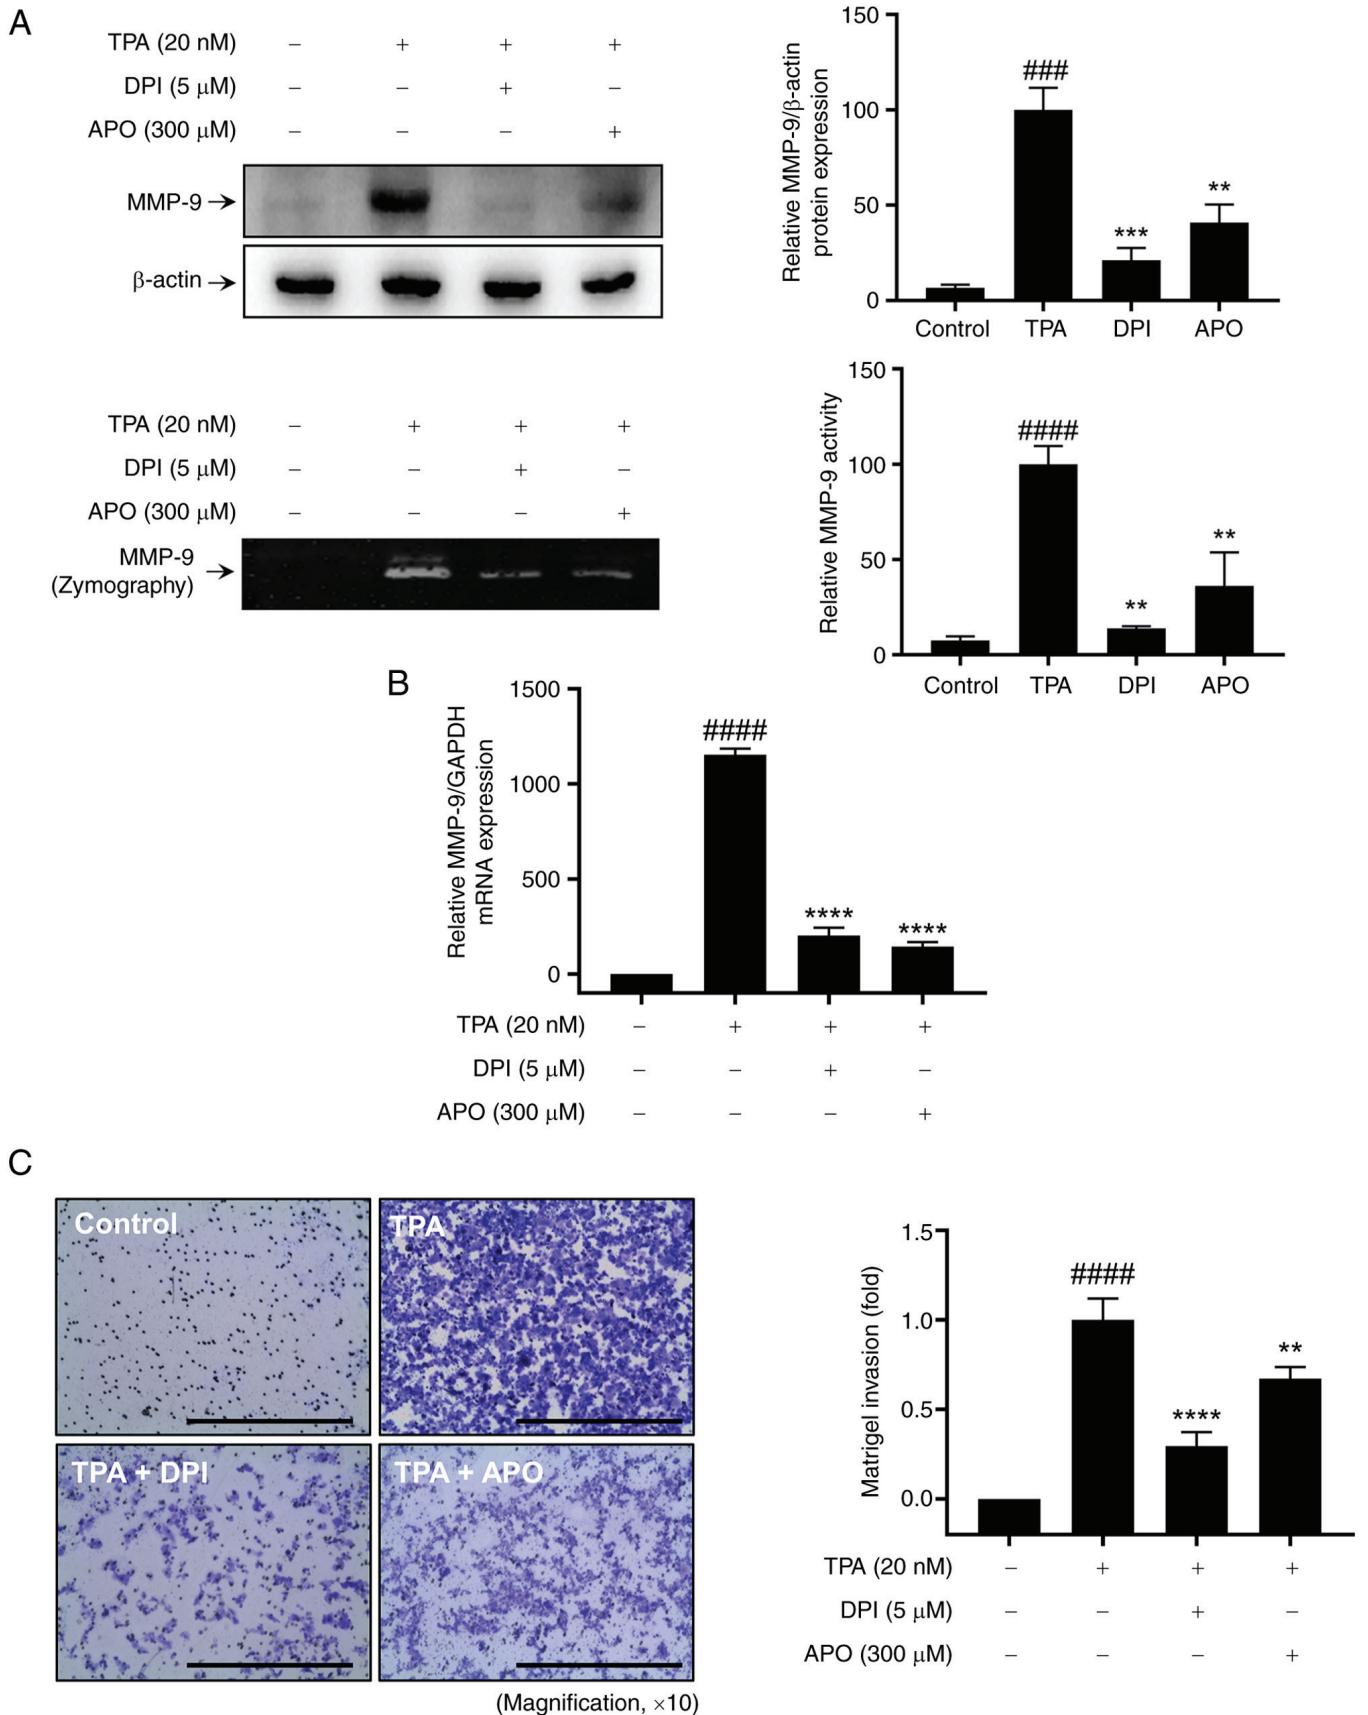 A
TPA (20 nM) – + + +
DPI (5 μM) – – + –
APO (300 μM) – – – +
MMP-9
β-actin
Relative MMP-9/β-actin
protein expression
150
100
50
0
###
***
**
Control TPA DPI APO
TPA (20 nM) – + + +
DPI (5 μM) – – + –
APO (300 μM) – – – +
MMP-9
(Zymography)
Relative MMP-9 activity
150
100
50
0
####
**
**
Control TPA DPI APO
B
Relative MMP-9/GAPDH
mRNA expression
1500
1000
500
0
####
****
****
TPA (20 nM) – + + +
DPI (5 μM) – – + –
APO (300 μM) – – – +
C
Control
TPA
TPA + DPI
TPA + APO
(Magnification, ×10)
Matrigel invasion (fold)
1.5
1.0
0.5
0.0
####
****
**
TPA (20 nM) – + + +
DPI (5 μM) – – + –
APO (300 μM) – – – +